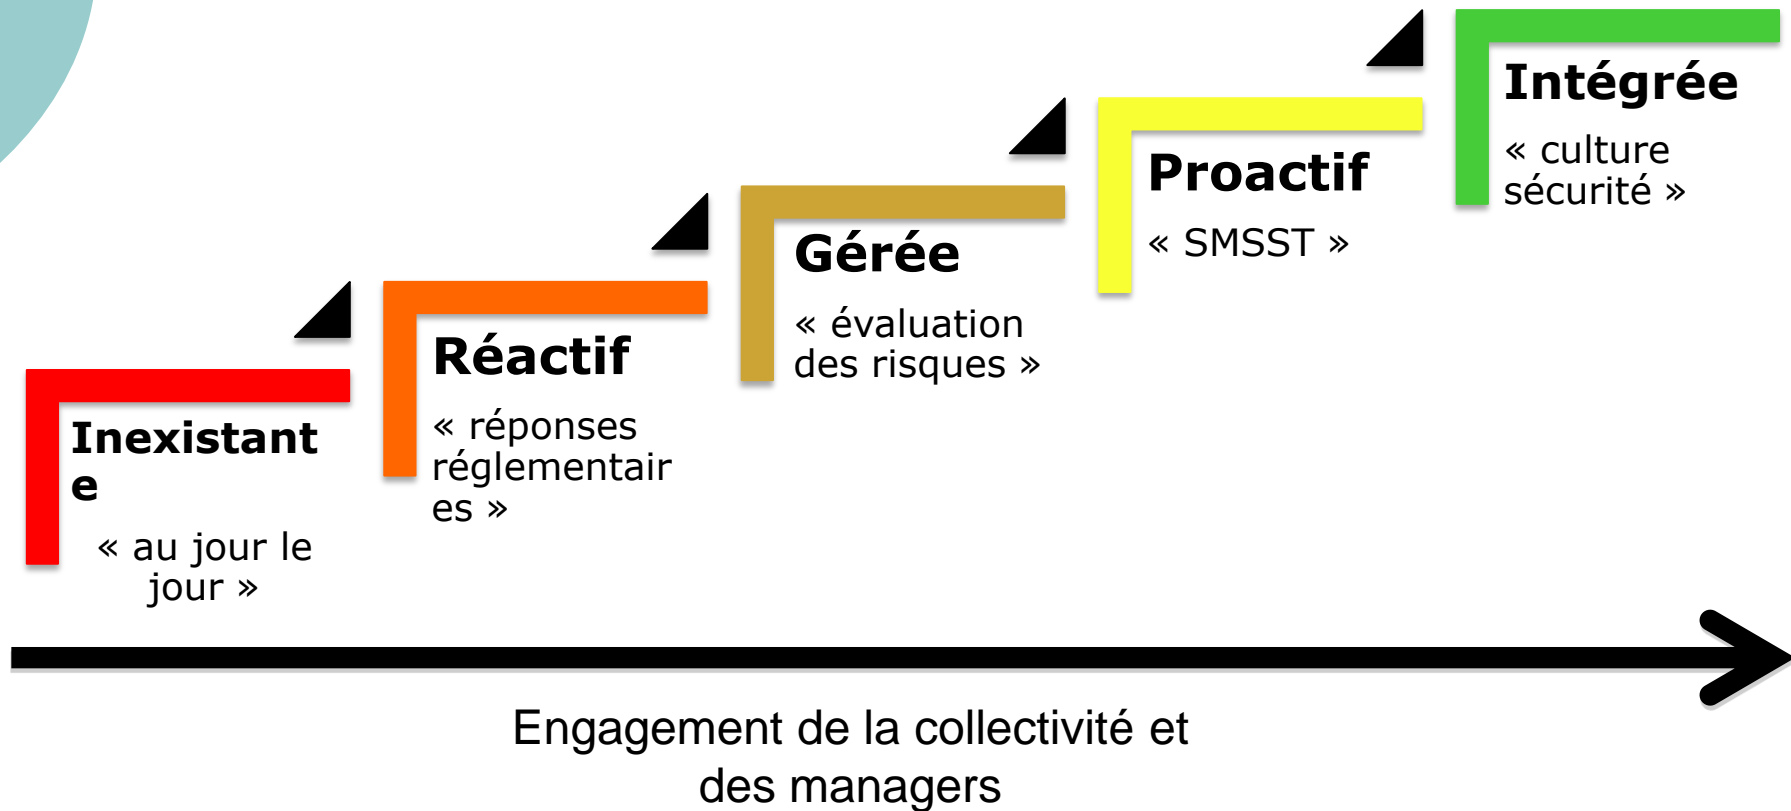 Inexistant
e
« au jour le
jour »
Réactif
« réponses
réglementair
es »
Gérée
« évaluation
des risques »
Proactif
« SMSST »
Intégrée
« culture
sécurité »
Engagement de la collectivité et
des managers